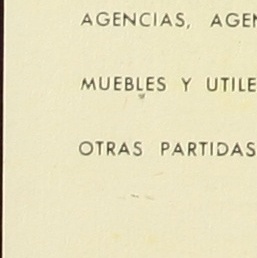 AGENCIAS, AGEN
MUEBLES Y UTILE
OTRAS PARTIDAS